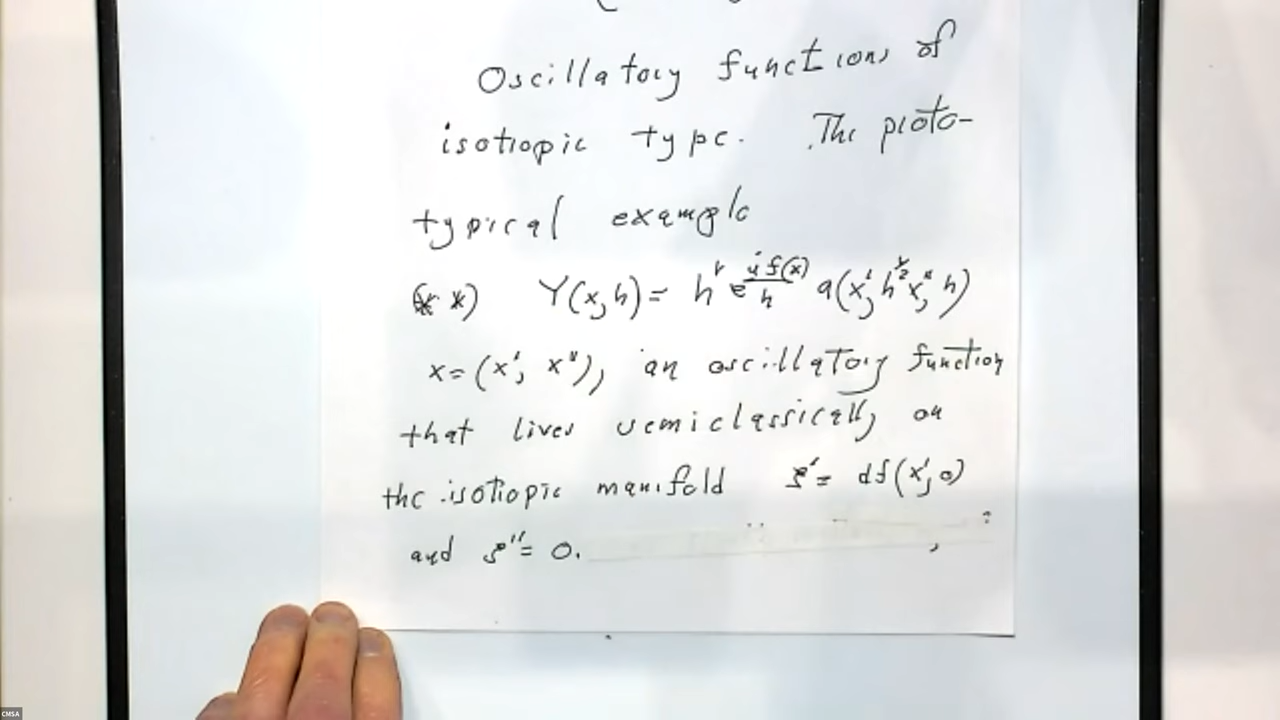 Oscillatory functions of
isotropic type. The proto-
typical example
(**) Υ(x,h) = h^r e^{i f(x)/h} a(x', h^{1/2} x'', h)
x = (x', x''), an oscillatory function
that lives semiclassically on
the isotropic manifold ξ' = df(x', 0)
and ξ'' = 0.
CMSA